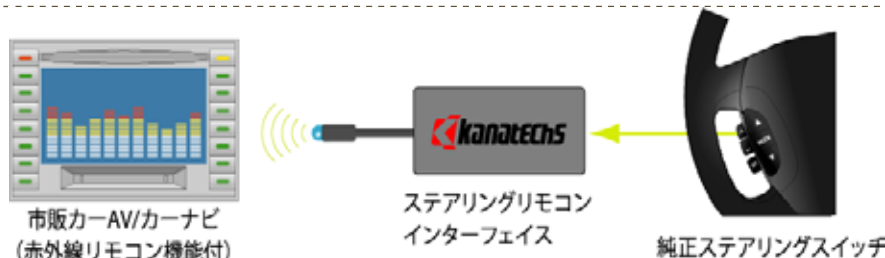 kanatechs
市販カーAV/カーナビ
(赤外線リモコン機能付)
ステアリングリモコン
インターフェイス
純正ステアリングスイッチ